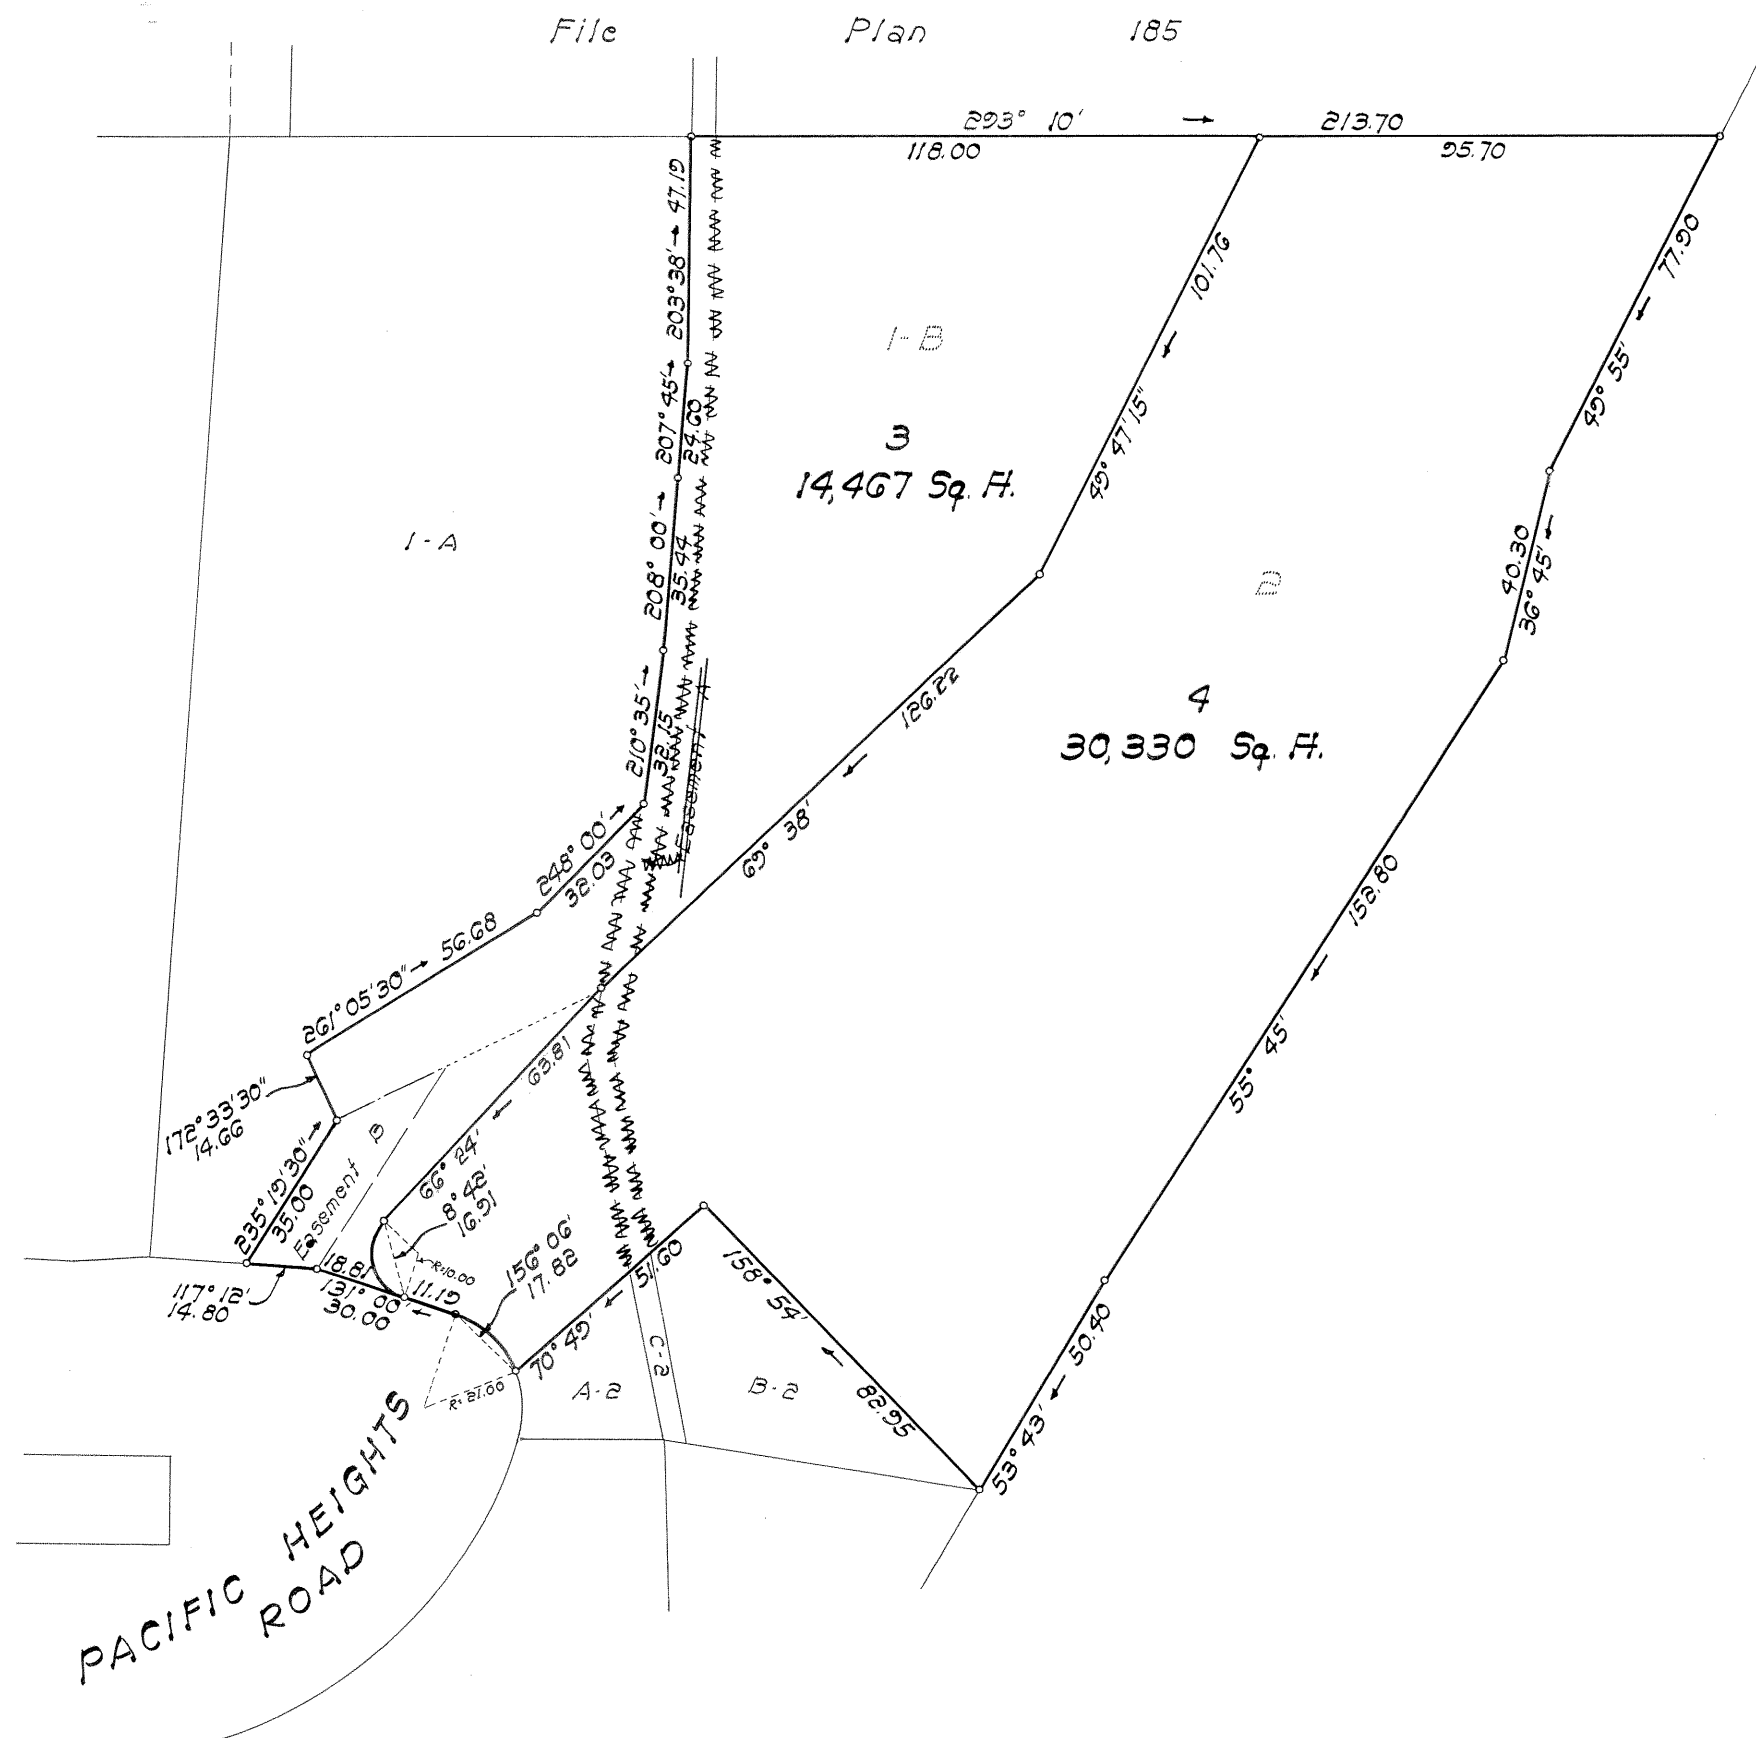 File Plan 185
293° 10' → 213.70
118.00 95.70
203°38' → 47.19
207°45' →
24.60
208° 00' →
35.44
210° 35' →
32.15
248° 00' →
32.03
261° 05'30" → 56.68
172°33'30"
14.66
235° 19'30" →
35.00
117° 12'
14.80
1-A
1-B
3
14,467 Sq. Ft.
101.76
49° 47'15"
77.90
49° 55'
40.30
36° 45'
2
4
30,330 Sq. Ft.
126.22
69° 38'
152.80
55° 45'
50.40
53° 43'
Easement A
63.81
66° 24'
Easement B
8° 42'
16.91
R=10.00
156° 06'
17.82
18.81
11.19
131° 00'
30.00
R=21.00
51.60
70° 49'
158° 54'
82.95
A-2
C-2
B-2
PACIFIC HEIGHTS
ROAD